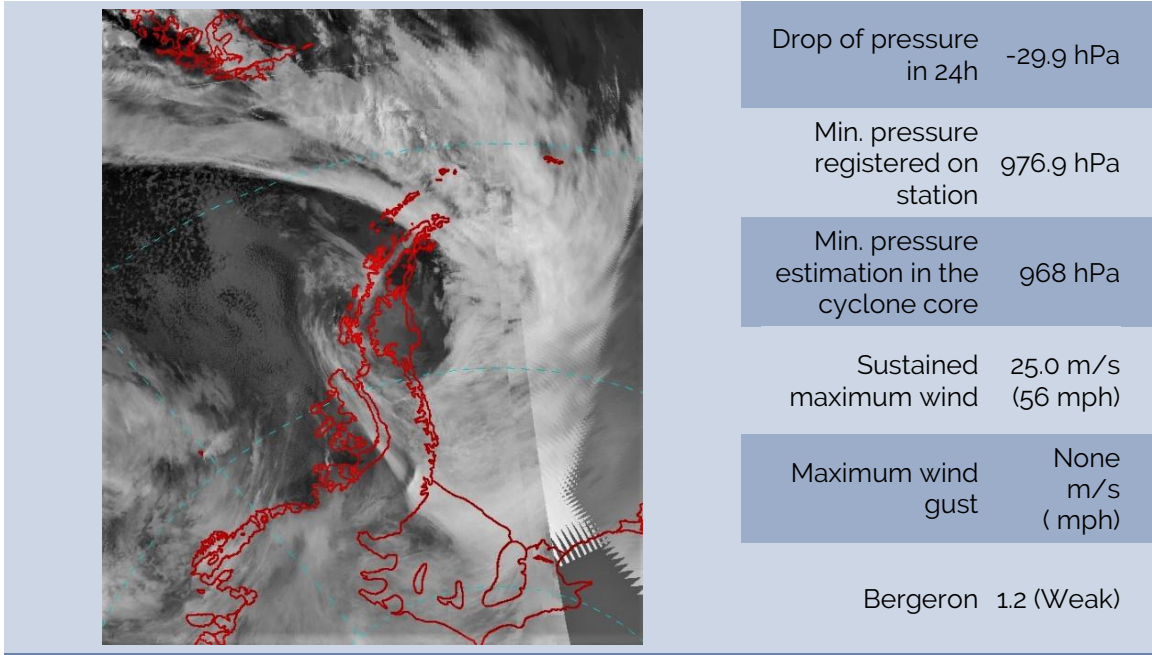 Drop of pressure
in 24h
-29.9 hPa
Min. pressure
registered on
station
976.9 hPa
Min. pressure
estimation in the
cyclone core
968 hPa
Sustained
maximum wind
25.0 m/s
(56 mph)
Maximum wind
gust
None
m/s
( mph)
Bergeron
1.2 (Weak)